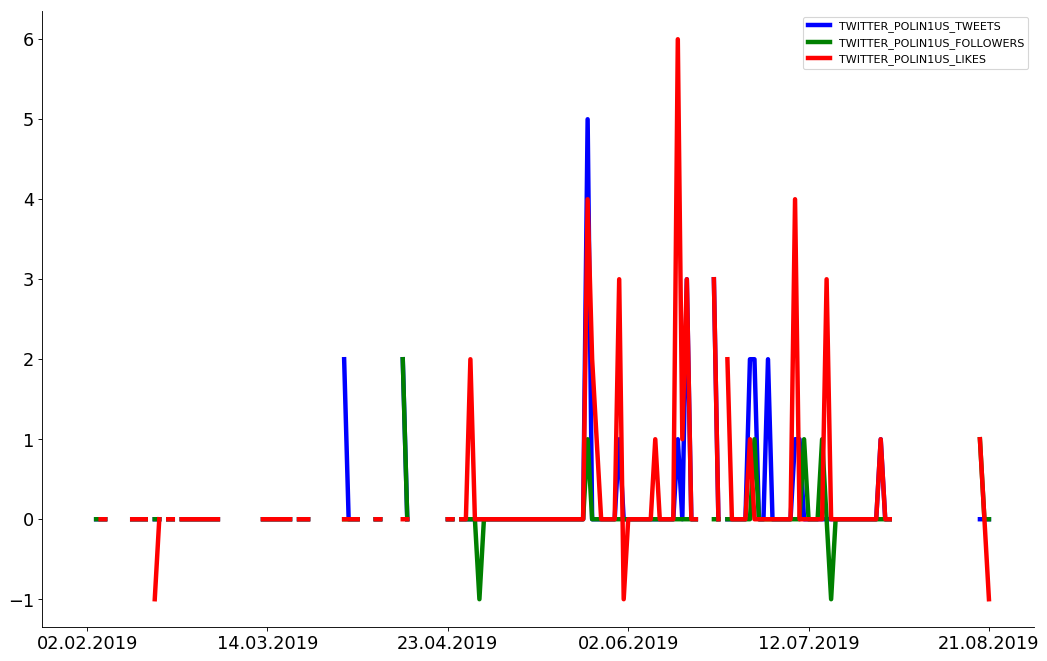 TWITTER_POLIN1US_TWEETS
TWITTER_POLIN1US_FOLLOWERS
TWITTER_POLIN1US_LIKES
6
5
4
3
2
1
0
−1
02.02.2019 14.03.2019 23.04.2019 02.06.2019 12.07.2019 21.08.2019